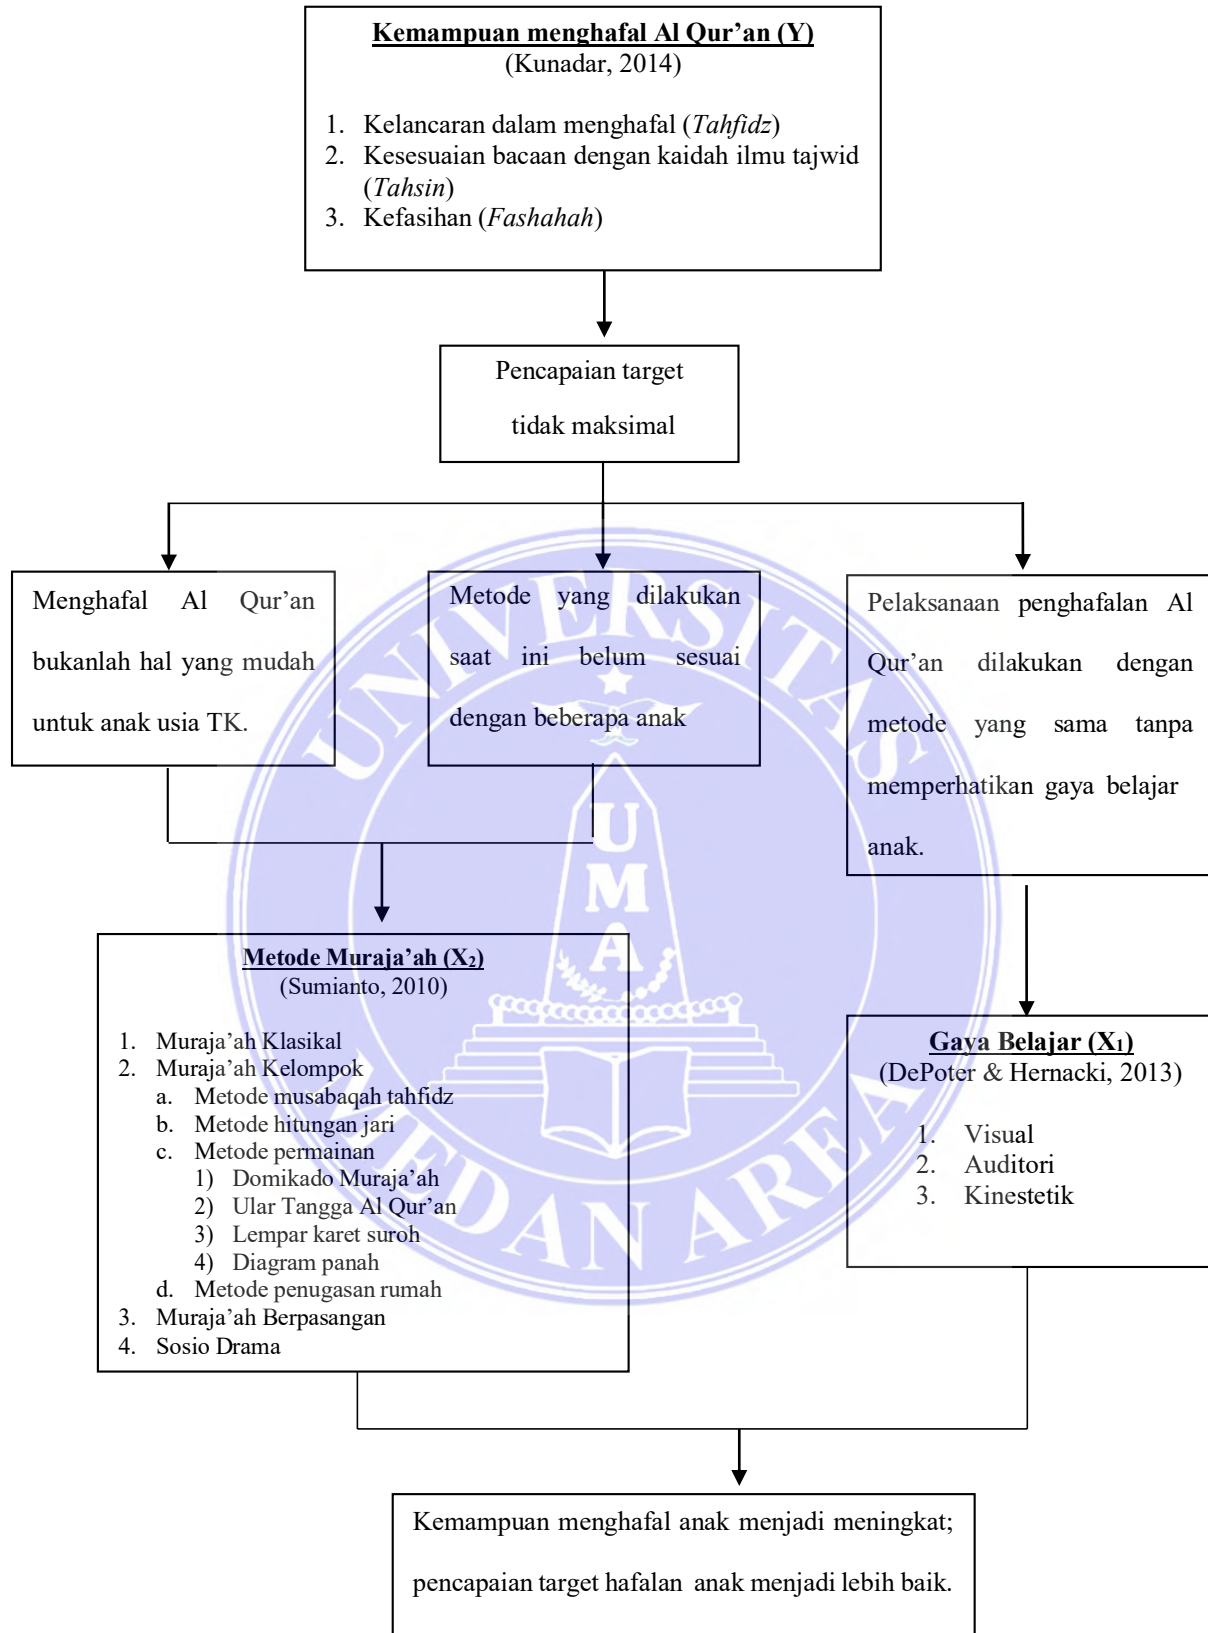 Kemampuan menghafal Al Qur’an (Y)
(Kunadar, 2014)
1. Kelancaran dalam menghafal (Tahfidz)
2. Kesesuaian bacaan dengan kaidah ilmu tajwid
(Tahsin)
3. Kefasihan (Fashahah)
Pencapaian target
tidak maksimal
Menghafal Al Qur’an
bukanlah hal yang mudah
untuk anak usia TK.
Metode yang dilakukan
saat ini belum sesuai
dengan beberapa anak
Pelaksanaan penghafalan Al
Qur’an dilakukan dengan
metode yang sama tanpa
memperhatikan gaya belajar
anak.
UNIVERSITAS
UMA
MEDAN AREA
Metode Muraja’ah (X₂)
(Sumianto, 2010)
1. Muraja’ah Klasikal
2. Muraja’ah Kelompok
a. Metode musabaqah tahfidz
b. Metode hitungan jari
c. Metode permainan
1) Domikado Muraja’ah
2) Ular Tangga Al Qur’an
3) Lempar karet suroh
4) Diagram panah
d. Metode penugasan rumah
3. Muraja’ah Berpasangan
4. Sosio Drama
Gaya Belajar (X₁)
(DePoter & Hernacki, 2013)
1. Visual
2. Auditori
3. Kinestetik
Kemampuan menghafal anak menjadi meningkat;
pencapaian target hafalan anak menjadi lebih baik.